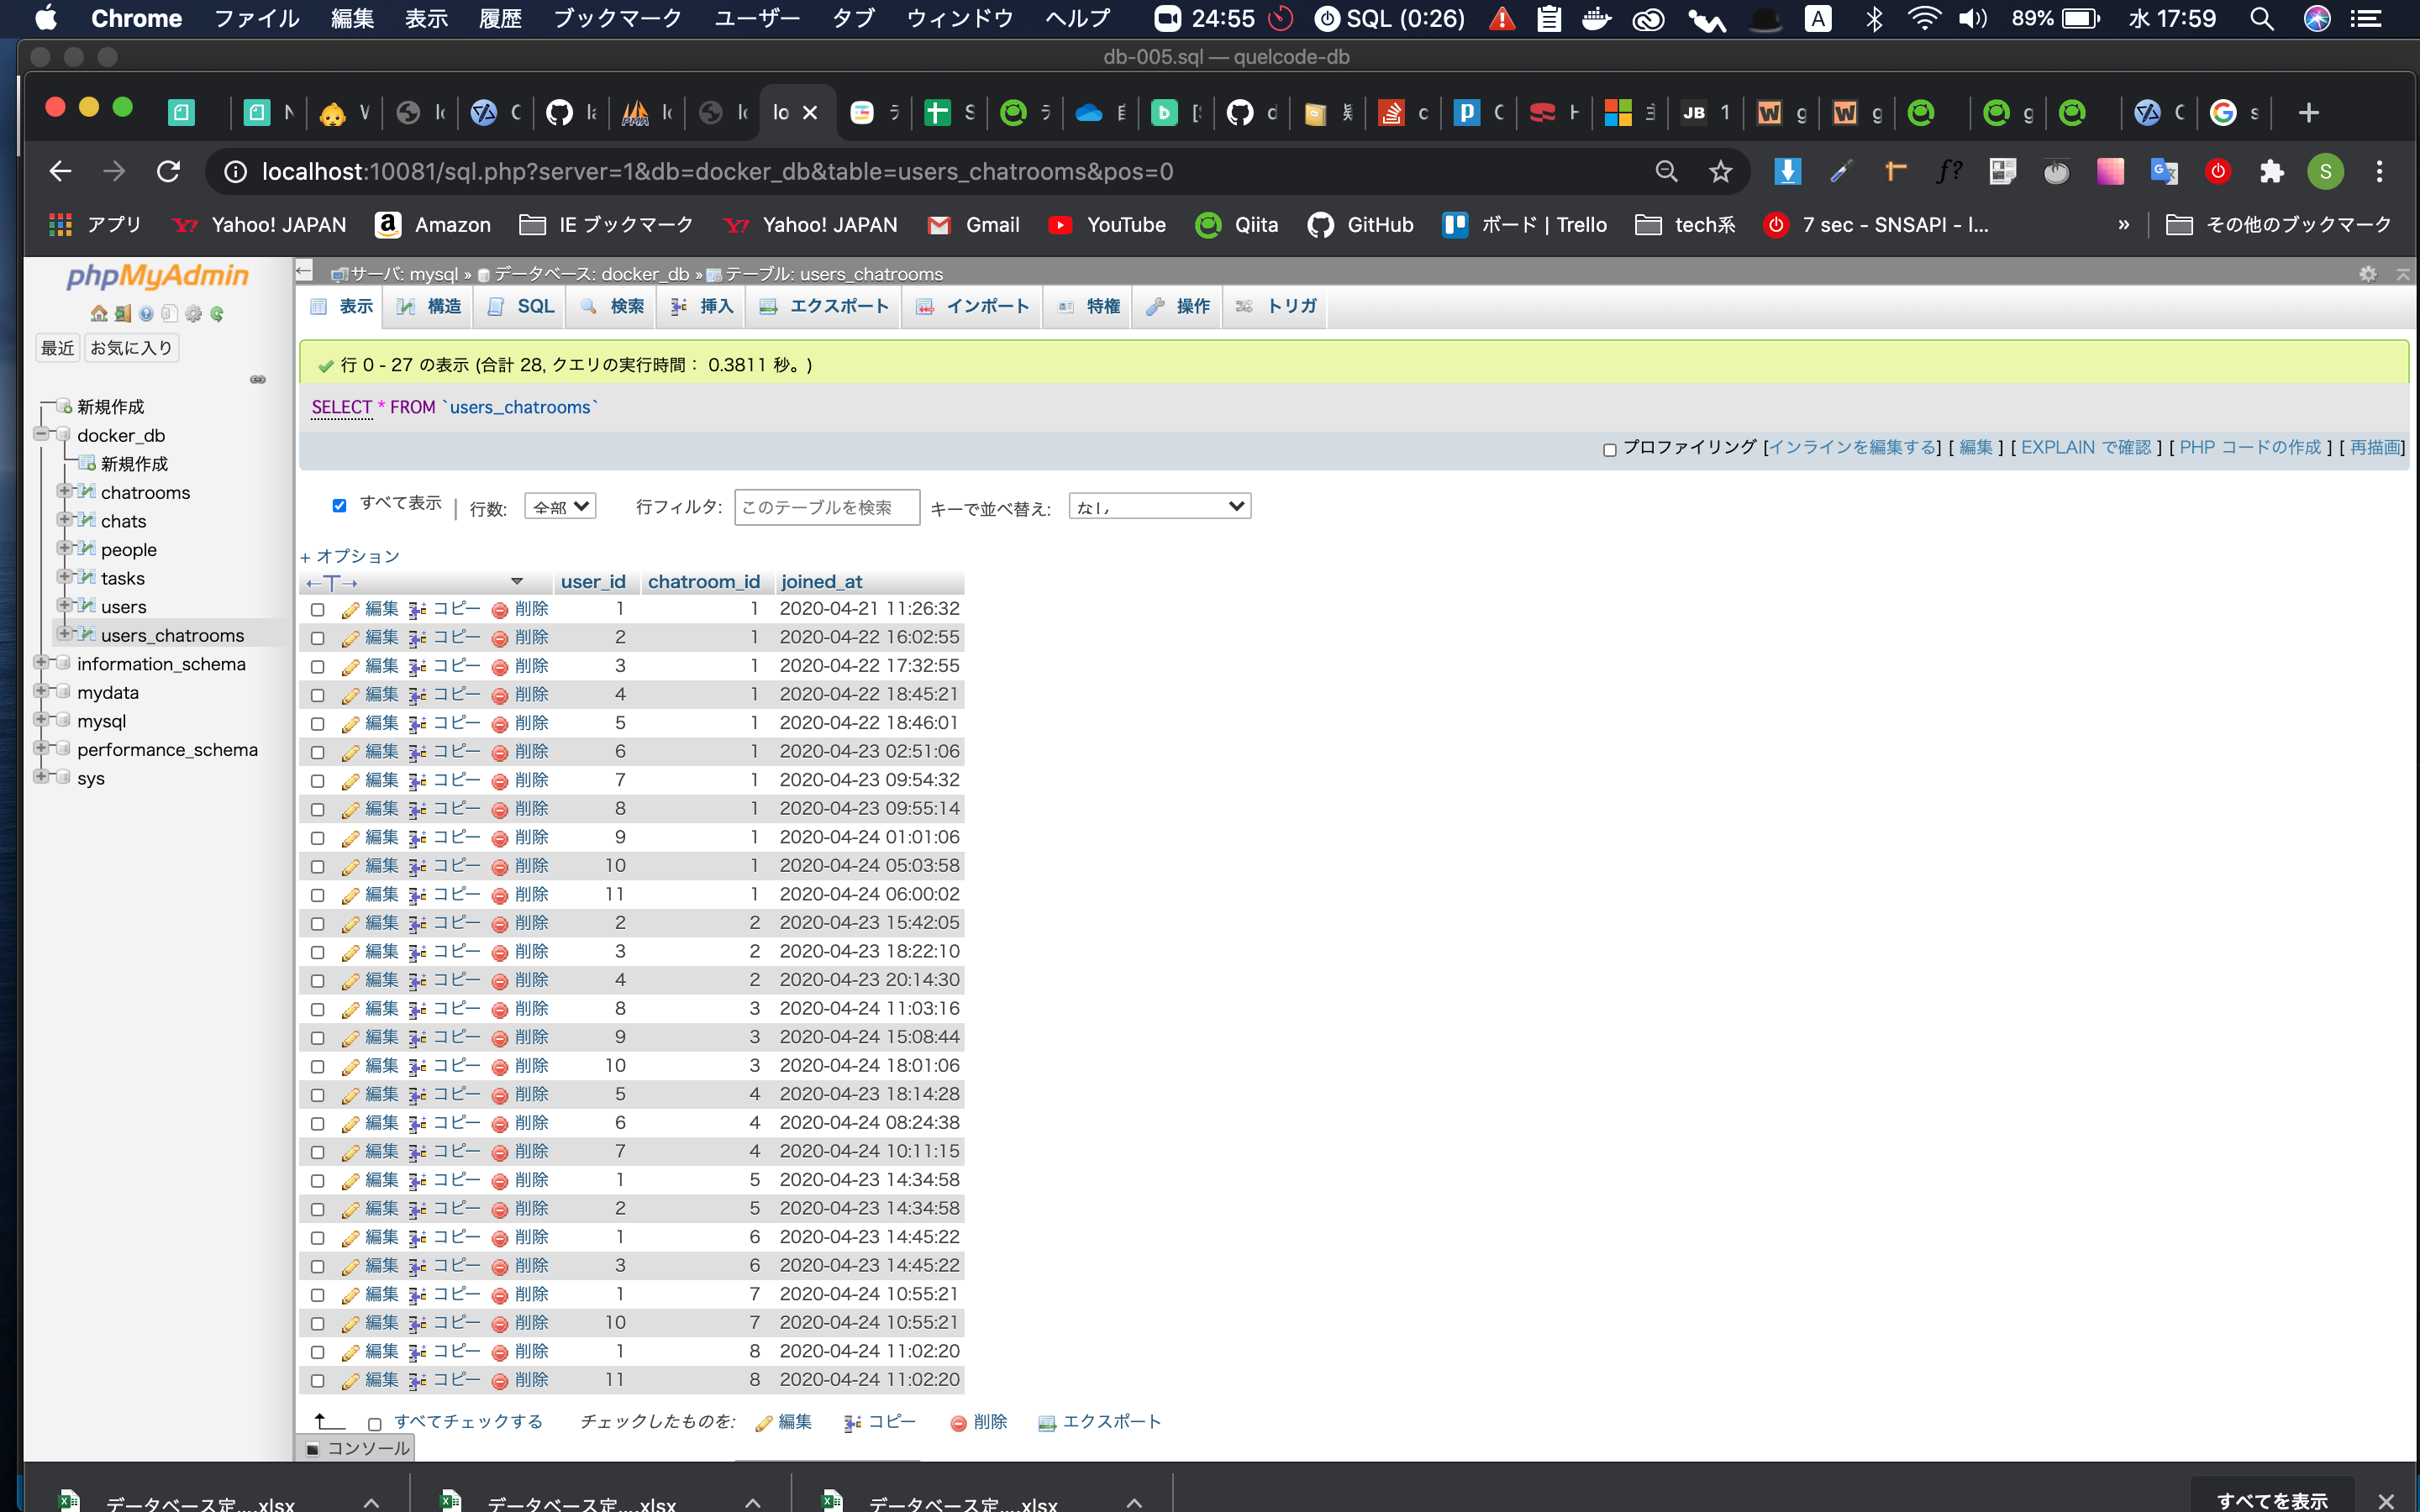 Chrome ファイル 編集 表示 履歴 ブックマーク ユーザー タブ ウィンドウ ヘルプ 24:55 SQL (0:26) A 89% 水 17:59
db-005.sql — quelcode-db
localhost:10081/sql.php?server=1&db=docker_db&table=users_chatrooms&pos=0
アプリ Yahoo! JAPAN Amazon IE ブックマーク Yahoo! JAPAN Gmail YouTube Qiita GitHub ボード | Trello tech系 7 sec - SNSAPI - l... » その他のブックマーク
phpMyAdmin
最近 お気に入り
新規作成
docker_db
新規作成
chatrooms
chats
people
tasks
users
users_chatrooms
information_schema
mydata
mysql
performance_schema
sys
サーバ: mysql » データベース: docker_db » テーブル: users_chatrooms
表示 構造 SQL 検索 挿入 エクスポート インポート 特権 操作 トリガ
行 0 - 27 の表示 (合計 28, クエリの実行時間： 0.3811 秒。)
SELECT * FROM `users_chatrooms`
プロファイリング [インラインを編集する] [ 編集 ] [ EXPLAIN で確認 ] [ PHP コードの作成 ] [ 再描画]
すべて表示 | 行数: 全部 行フィルタ: このテーブルを検索 キーで並べ替え: なし
+ オプション
←T→ user_id chatroom_id joined_at
編集 コピー 削除 1 1 2020-04-21 11:26:32
編集 コピー 削除 2 1 2020-04-22 16:02:55
編集 コピー 削除 3 1 2020-04-22 17:32:55
編集 コピー 削除 4 1 2020-04-22 18:45:21
編集 コピー 削除 5 1 2020-04-22 18:46:01
編集 コピー 削除 6 1 2020-04-23 02:51:06
編集 コピー 削除 7 1 2020-04-23 09:54:32
編集 コピー 削除 8 1 2020-04-23 09:55:14
編集 コピー 削除 9 1 2020-04-24 01:01:06
編集 コピー 削除 10 1 2020-04-24 05:03:58
編集 コピー 削除 11 1 2020-04-24 06:00:02
編集 コピー 削除 2 2 2020-04-23 15:42:05
編集 コピー 削除 3 2 2020-04-23 18:22:10
編集 コピー 削除 4 2 2020-04-23 20:14:30
編集 コピー 削除 8 3 2020-04-24 11:03:16
編集 コピー 削除 9 3 2020-04-24 15:08:44
編集 コピー 削除 10 3 2020-04-24 18:01:06
編集 コピー 削除 5 4 2020-04-23 18:14:28
編集 コピー 削除 6 4 2020-04-24 08:24:38
編集 コピー 削除 7 4 2020-04-24 10:11:15
編集 コピー 削除 1 5 2020-04-23 14:34:58
編集 コピー 削除 2 5 2020-04-23 14:34:58
編集 コピー 削除 1 6 2020-04-23 14:45:22
編集 コピー 削除 3 6 2020-04-23 14:45:22
編集 コピー 削除 1 7 2020-04-24 10:55:21
編集 コピー 削除 10 7 2020-04-24 10:55:21
編集 コピー 削除 1 8 2020-04-24 11:02:20
編集 コピー 削除 11 8 2020-04-24 11:02:20
すべてチェックする チェックしたものを: 編集 コピー 削除 エクスポート
コンソール
データベース定....xlsx データベース定....xlsx データベース定....xlsx すべてを表示